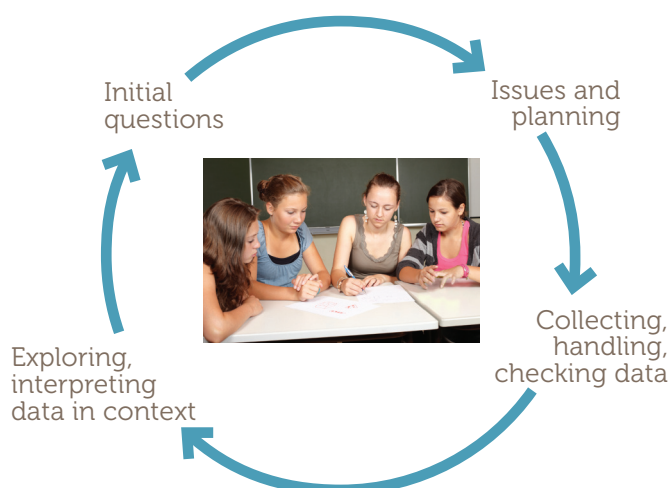 Initial
questions
Issues and
planning
Collecting,
handling,
checking data
Exploring,
interpreting
data in context